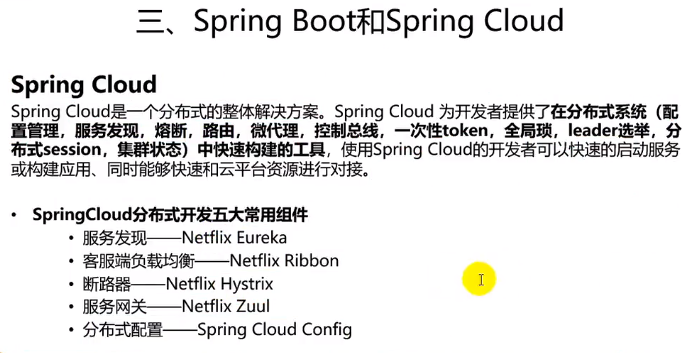 三、Spring Boot和Spring Cloud
Spring Cloud
Spring Cloud是一个分布式的整体解决方案。Spring Cloud 为开发者提供了在分布式系统（配
置管理，服务发现，熔断，路由，微代理，控制总线，一次性token，全局琐，leader选举，分
布式session，集群状态）中快速构建的工具，使用Spring Cloud的开发者可以快速的启动服务
或构建应用、同时能够快速和云平台资源进行对接。
• SpringCloud分布式开发五大常用组件
• 服务发现——Netflix Eureka
• 客服端负载均衡——Netflix Ribbon
• 断路器——Netflix Hystrix
• 服务网关——Netflix Zuul
• 分布式配置——Spring Cloud Config